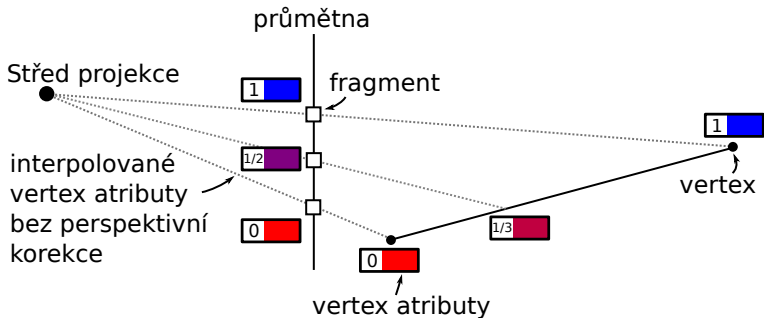 průmětna
Střed projekce
1
fragment
1
interpolované
vertex atributy
bez perspektivní
korekce
1/2
vertex
0
1/3
0
vertex atributy